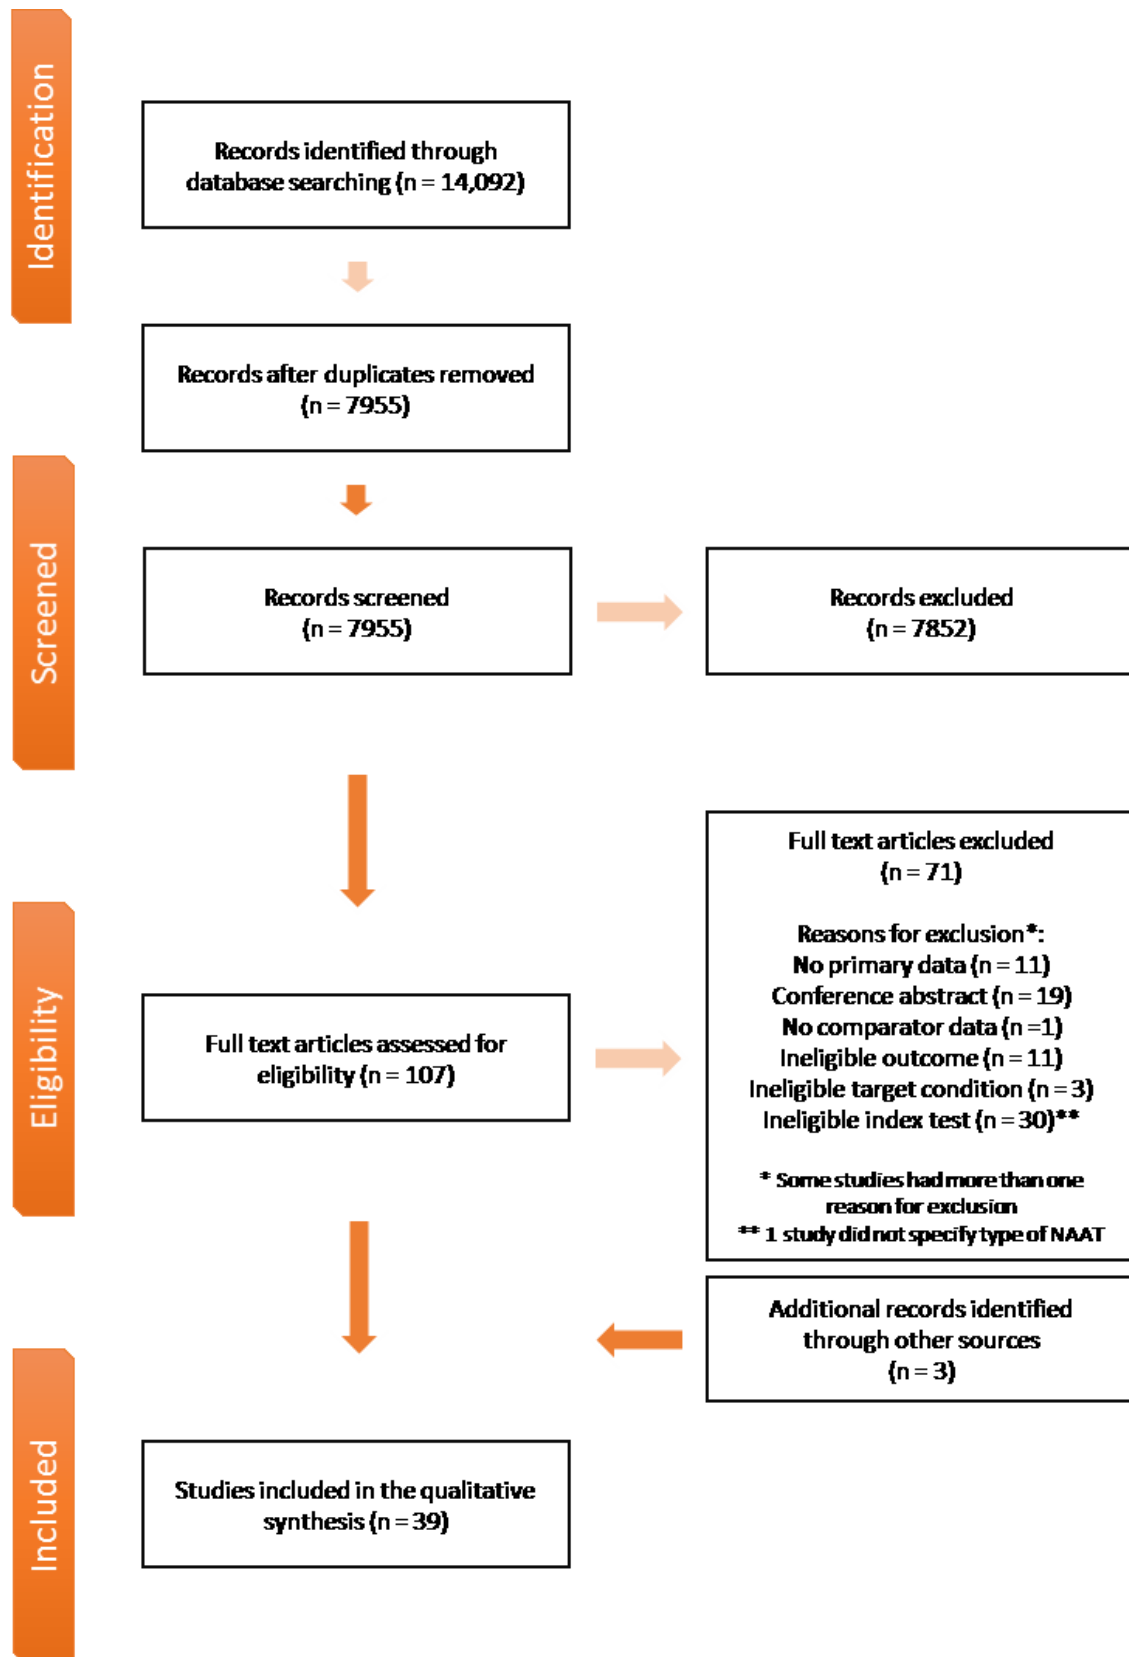 Identification
Records identified through
database searching (n = 14,092)
Records after duplicates removed
(n = 7955)
Screened
Records screened
(n = 7955)
Records excluded
(n = 7852)
Eligibility
Full text articles assessed for
eligibility (n = 107)
Full text articles excluded
(n = 71)
Reasons for exclusion*:
No primary data (n = 11)
Conference abstract (n = 19)
No comparator data (n =1)
Ineligible outcome (n = 11)
Ineligible target condition (n = 3)
Ineligible index test (n = 30)**
* Some studies had more than one
reason for exclusion
** 1 study did not specify type of NAAT
Additional records identified
through other sources
(n = 3)
Included
Studies included in the qualitative
synthesis (n = 39)